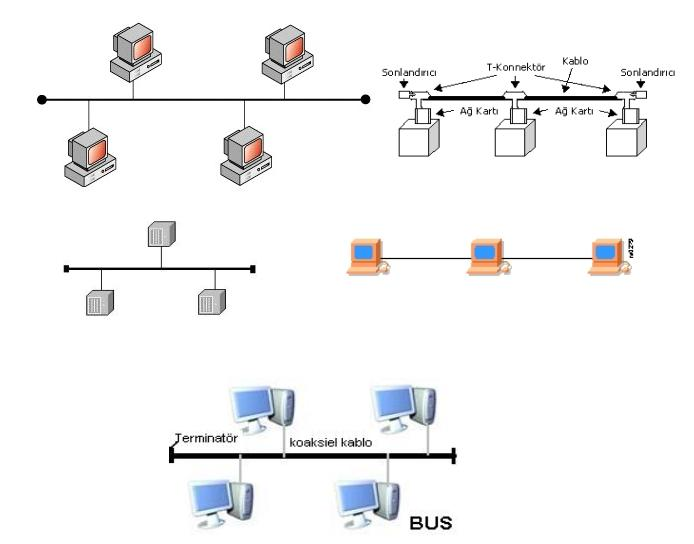 Sonlandırıcı
T-Konnektör
Kablo
Sonlandırıcı
Ağ Kartı
Ağ Kartı
Terminatör
koaksiel kablo
BUS